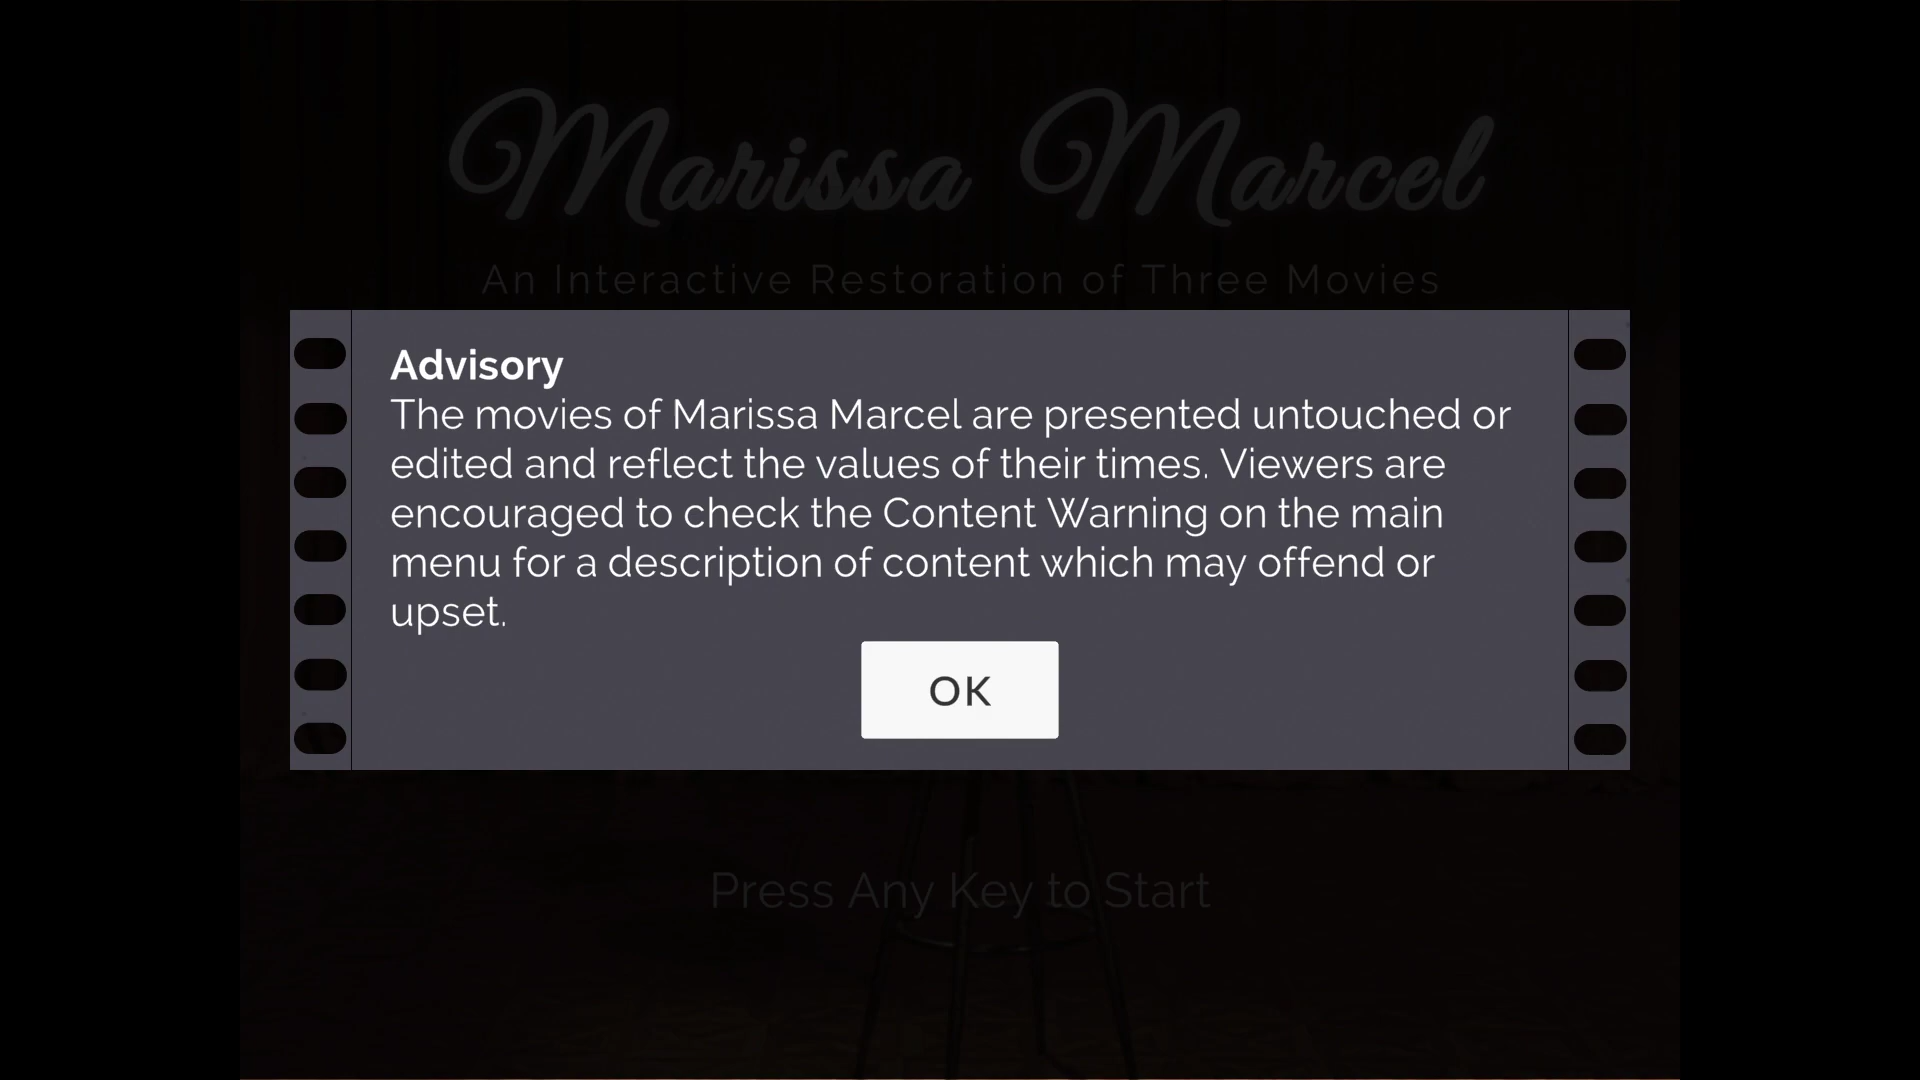 Marissa Marcel
An Interactive Restoration of Three Movies
Advisory
The movies of Marissa Marcel are presented untouched or
edited and reflect the values of their times. Viewers are
encouraged to check the Content Warning on the main
menu for a description of content which may offend or
upset.
OK
Press Any Key to Start